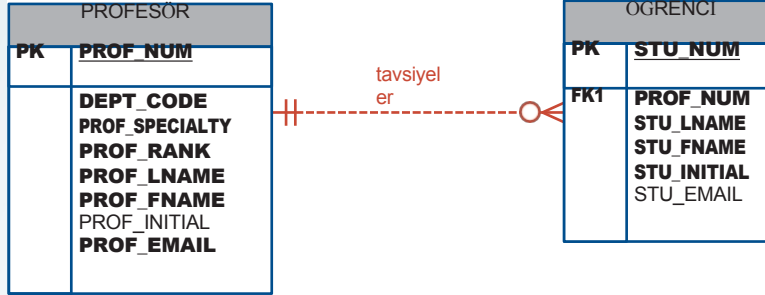 PROFESÖR
PK PROF_NUM
DEPT_CODE
PROF_SPECIALTY
PROF_RANK
PROF_LNAME
PROF_FNAME
PROF_INITIAL
PROF_EMAIL
tavsiyel
er
OGRENCİ
PK STU_NUM
FK1 PROF_NUM
STU_LNAME
STU_FNAME
STU_INITIAL
STU_EMAIL